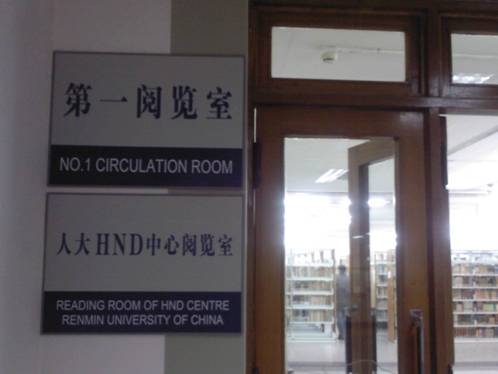 第一阅览室
NO.1 CIRCULATION ROOM
人大HND中心阅览室
READING ROOM OF HND CENTRE
RENMIN UNIVERSITY OF CHINA